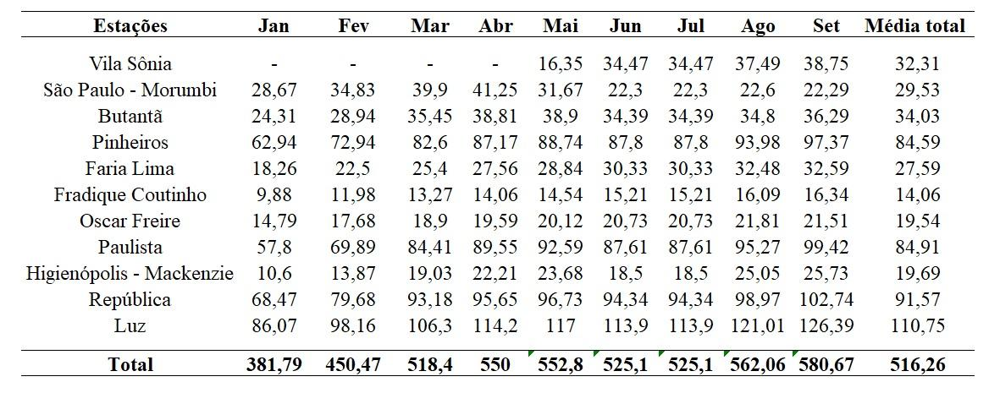 Estações Jan Fev Mar Abr Mai Jun Jul Ago Set Média total
Vila Sônia - - - - 16,35 34,47 34,47 37,49 38,75 32,31
São Paulo - Morumbi 28,67 34,83 39,9 41,25 31,67 22,3 22,3 22,6 22,29 29,53
Butantã 24,31 28,94 35,45 38,81 38,9 34,39 34,39 34,8 36,29 34,03
Pinheiros 62,94 72,94 82,6 87,17 88,74 87,8 87,8 93,98 97,37 84,59
Faria Lima 18,26 22,5 25,4 27,56 28,84 30,33 30,33 32,48 32,59 27,59
Fradique Coutinho 9,88 11,98 13,27 14,06 14,54 15,21 15,21 16,09 16,34 14,06
Oscar Freire 14,79 17,68 18,9 19,59 20,12 20,73 20,73 21,81 21,51 19,54
Paulista 57,8 69,89 84,41 89,55 92,59 87,61 87,61 95,27 99,42 84,91
Higienópolis - Mackenzie 10,6 13,87 19,03 22,21 23,68 18,5 18,5 25,05 25,73 19,69
República 68,47 79,68 93,18 95,65 96,73 94,34 94,34 98,97 102,74 91,57
Luz 86,07 98,16 106,3 114,2 117 113,9 113,9 121,01 126,39 110,75
Total 381,79 450,47 518,4 550 552,8 525,1 525,1 562,06 580,67 516,26